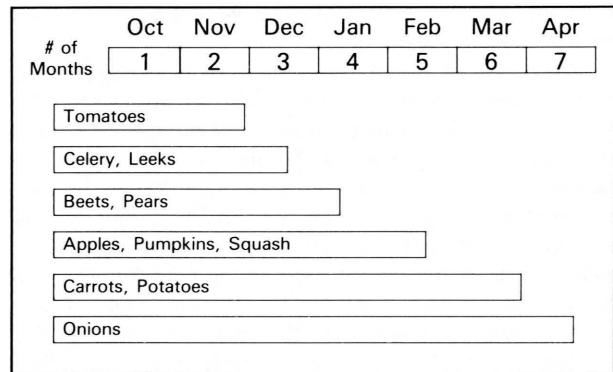 Oct Nov Dec Jan Feb Mar Apr
# of
Months 1 2 3 4 5 6 7
Tomatoes
Celery, Leeks
Beets, Pears
Apples, Pumpkins, Squash
Carrots, Potatoes
Onions